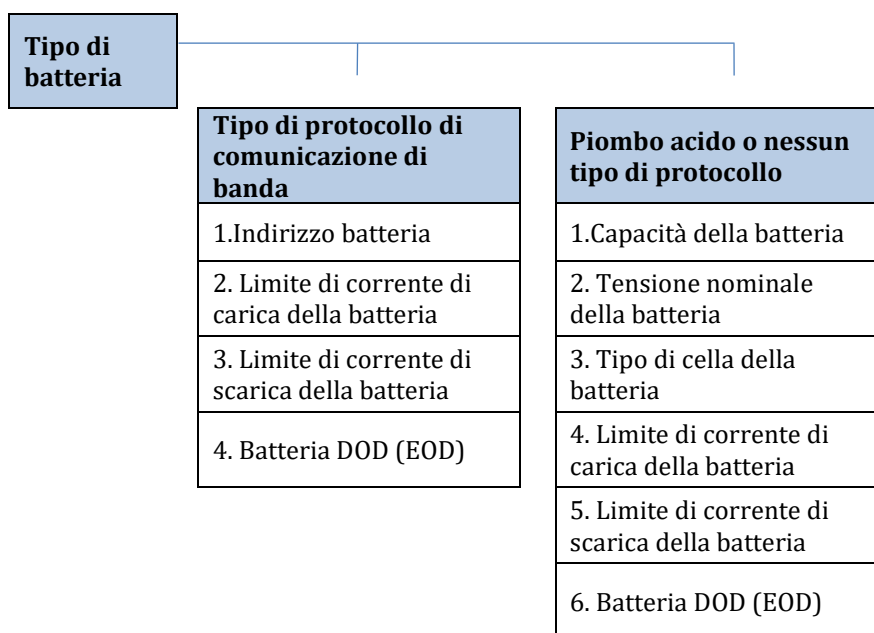 Tipo di
batteria
Tipo di protocollo di
comunicazione di
banda
1.Indirizzo batteria
2. Limite di corrente di
carica della batteria
3. Limite di corrente di
scarica della batteria
4. Batteria DOD (EOD)
Piombo acido o nessun
tipo di protocollo
1.Capacità della batteria
2. Tensione nominale
della batteria
3. Tipo di cella della
batteria
4. Limite di corrente di
carica della batteria
5. Limite di corrente di
scarica della batteria
6. Batteria DOD (EOD)